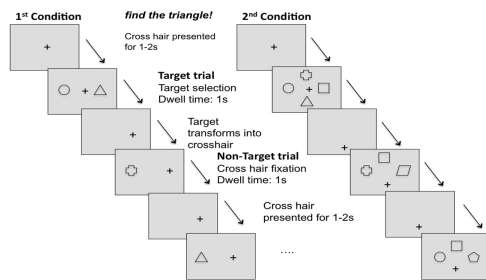 1st Condition
find the triangle!
2nd Condition
Cross hair presented
for 1-2s
Target trial
Target selection
Dwell time: 1s
Target
transforms into
crosshair
Non-Target trial
Cross hair fixation
Dwell time: 1s
Cross hair
presented for 1-2s
....